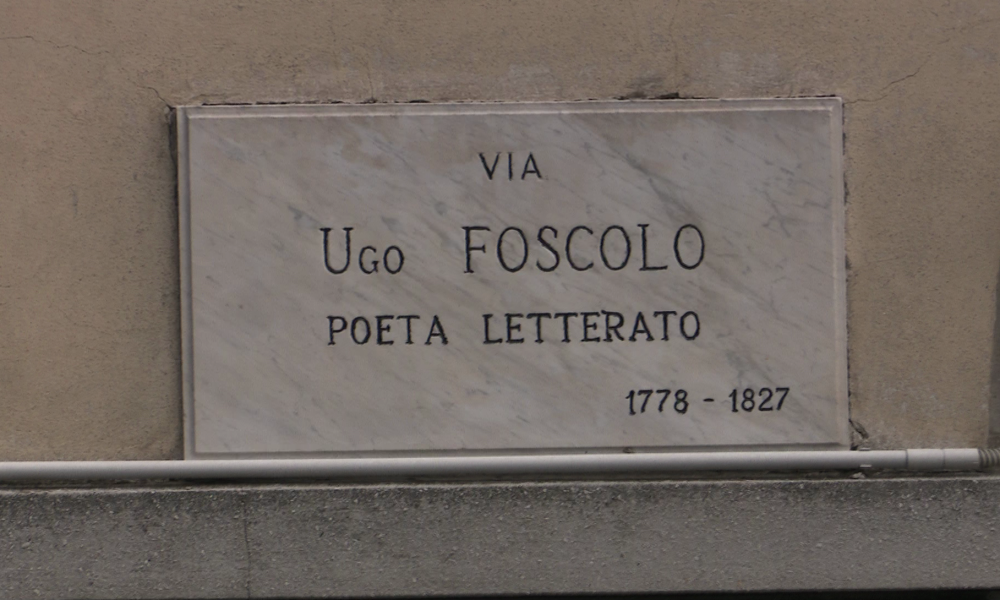 VIA
UGO FOSCOLO
POETA LETTERATO
1778 - 1827